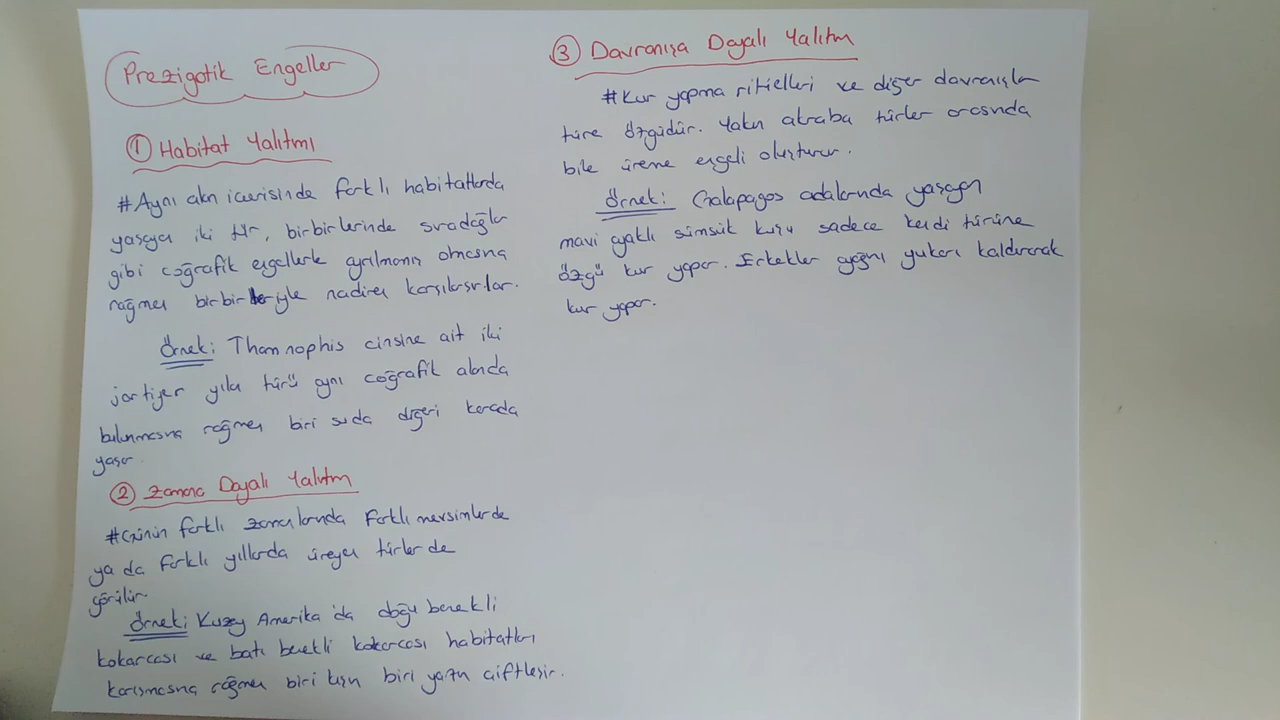 Prezigotik Engeller
① Habitat Yalıtımı
#Aynı alan içerisinde farklı habitatlarda
yaşayan iki tür, birbirlerinde sıradağlar
gibi coğrafik engellerle ayrılmamış olmasına
rağmen birbirleriyle nadiren karşılaşırlar.
Örnek: Thamnophis cinsine ait iki
jartiyer yılan türü aynı coğrafik alanda
bulunmasına rağmen biri suda diğeri karada
yaşar.
② Zamana Dayalı Yalıtım
#Günün farklı zamanlarında farklı mevsimlerde
ya da farklı yıllarda üreyen türlerde
görülür
Örnek: Kuzey Amerika'da doğu benekli
kokarcası ve batı benekli kokarcası habitatları
karışmasına rağmen biri kışın biri yazın çiftleşir.
③ Davranışa Dayalı Yalıtım
#Kur yapma ritüelleri ve diğer davranışlar
türe özgüdür. Yakın akraba türler arasında
bile üreme engeli oluşturur.
Örnek: Galapagos adalarında yaşayan
mavi ayaklı sümsük kuşu sadece kendi türüne
özgü kur yapar. Erkekler ayağını yukarı kaldırarak
kur yapar.